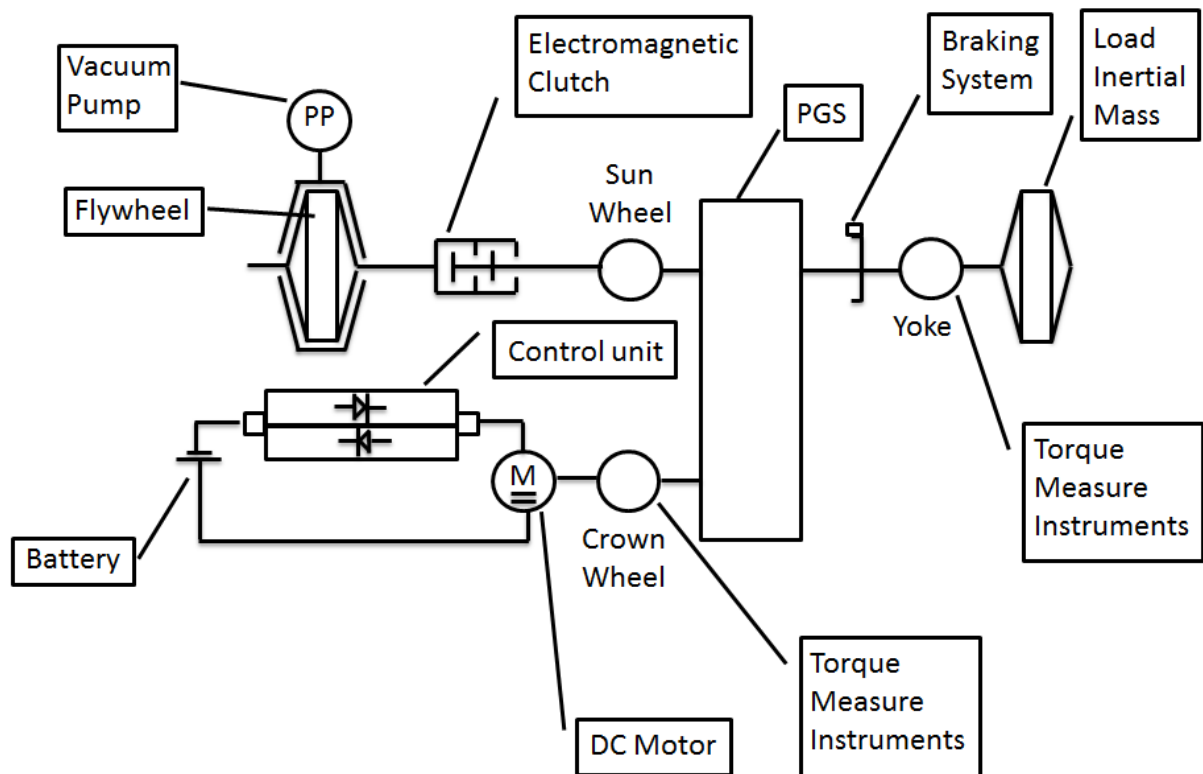 Vacuum
Pump
PP
Electromagnetic
Clutch
Braking
System
Load
Inertial
Mass
PGS
Flywheel
Sun
Wheel
Yoke
Control unit
M
Battery
Crown
Wheel
Torque
Measure
Instruments
DC Motor
Torque
Measure
Instruments